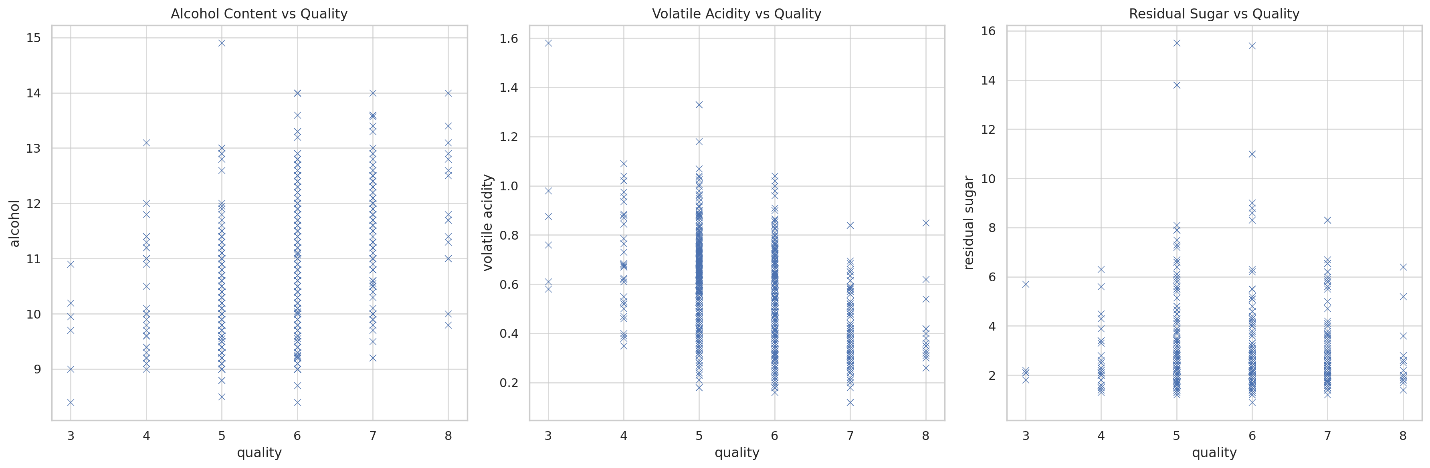 Alcohol Content vs Quality
15
14
13
12
11
10
9
alcohol
3 4 5 6 7 8
quality
Volatile Acidity vs Quality
1.6
1.4
1.2
1.0
0.8
0.6
0.4
0.2
volatile acidity
3 4 5 6 7 8
quality
Residual Sugar vs Quality
16
14
12
10
8
6
4
2
residual sugar
3 4 5 6 7 8
quality